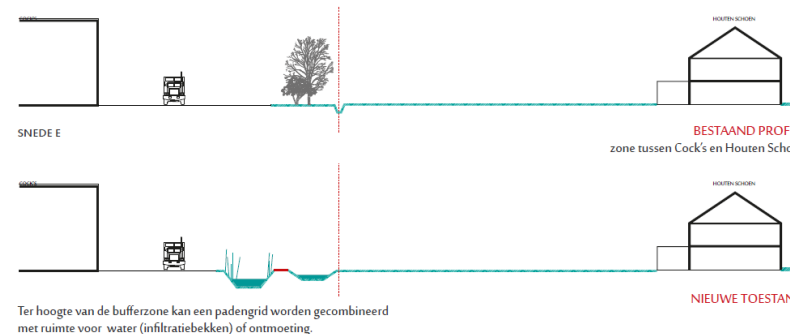 COCK'S
HOUTEN SCHOEN
SNEDE E
BESTAAND PROF
zone tussen Cock's en Houten Scho
COCK'S
HOUTEN SCHOEN
NIEUWE TOESTAN
Ter hoogte van de bufferzone kan een padengrid worden gecombineerd
met ruimte voor water (infiltratiebekken) of ontmoeting.